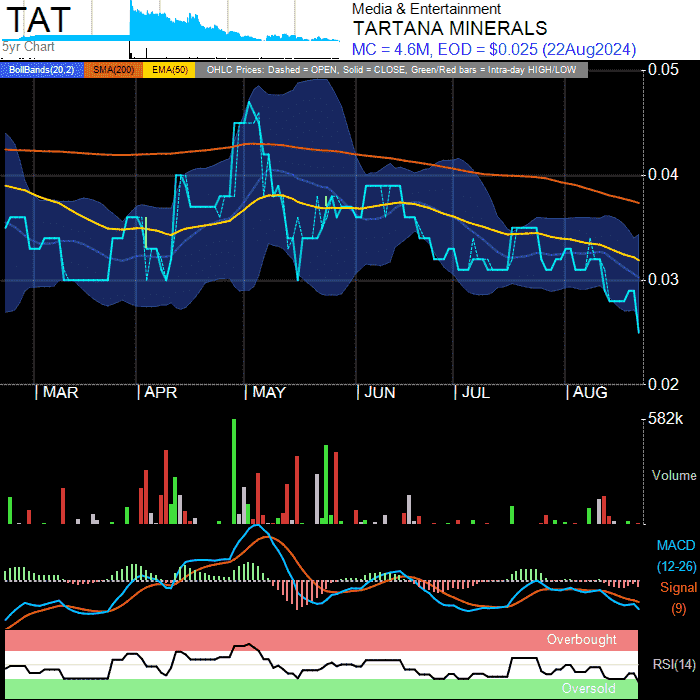 TAT
5yr Chart
Media & Entertainment
TARTANA MINERALS
MC = 4.6M, EOD = $0.025 (22Aug2024)
BollBands(20,2) SMA(200) EMA(50) OHLC Prices: Dashed = OPEN, Solid = CLOSE, Green/Red bars = Intra-day HIGH/LOW
0.05
0.04
0.03
0.02
| MAR | APR | MAY | JUN | JUL | AUG
582k
Volume
MACD
(12-26)
Signal
(9)
Overbought
RSI(14)
Oversold